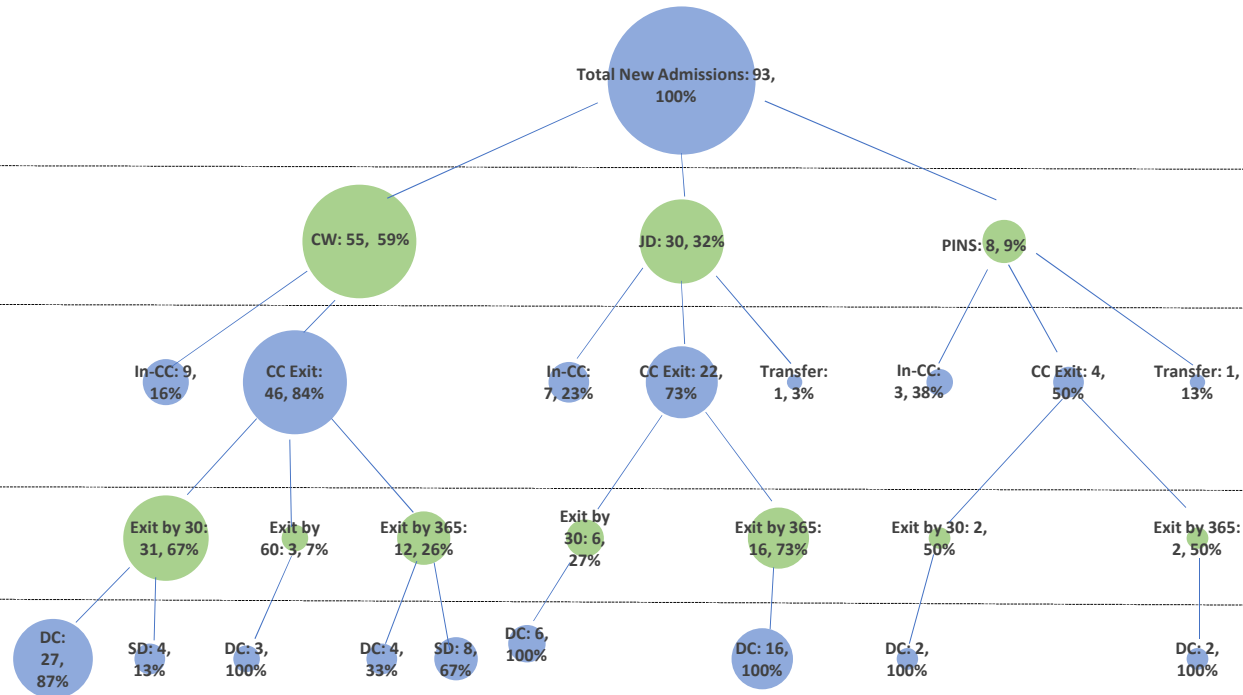 Total New Admissions: 93,
100%
CW: 55,  59%
JD: 30, 32%
PINS: 8, 9%
In-CC: 9,
16%
CC Exit:
46, 84%
In-CC:
7, 23%
CC Exit: 22,
73%
Transfer:
1, 3%
In-CC:
3, 38%
CC Exit: 4,
50%
Transfer: 1,
13%
Exit by 30:
31, 67%
Exit by
60: 3, 7%
Exit by 365:
12, 26%
Exit by
30: 6,
27%
Exit by 365:
16, 73%
Exit by 30: 2,
50%
Exit by 365:
2, 50%
DC:
27,
87%
SD: 4,
13%
DC: 3,
100%
DC: 4,
33%
SD: 8,
67%
DC: 6,
100%
DC: 16,
100%
DC: 2,
100%
DC: 2,
100%